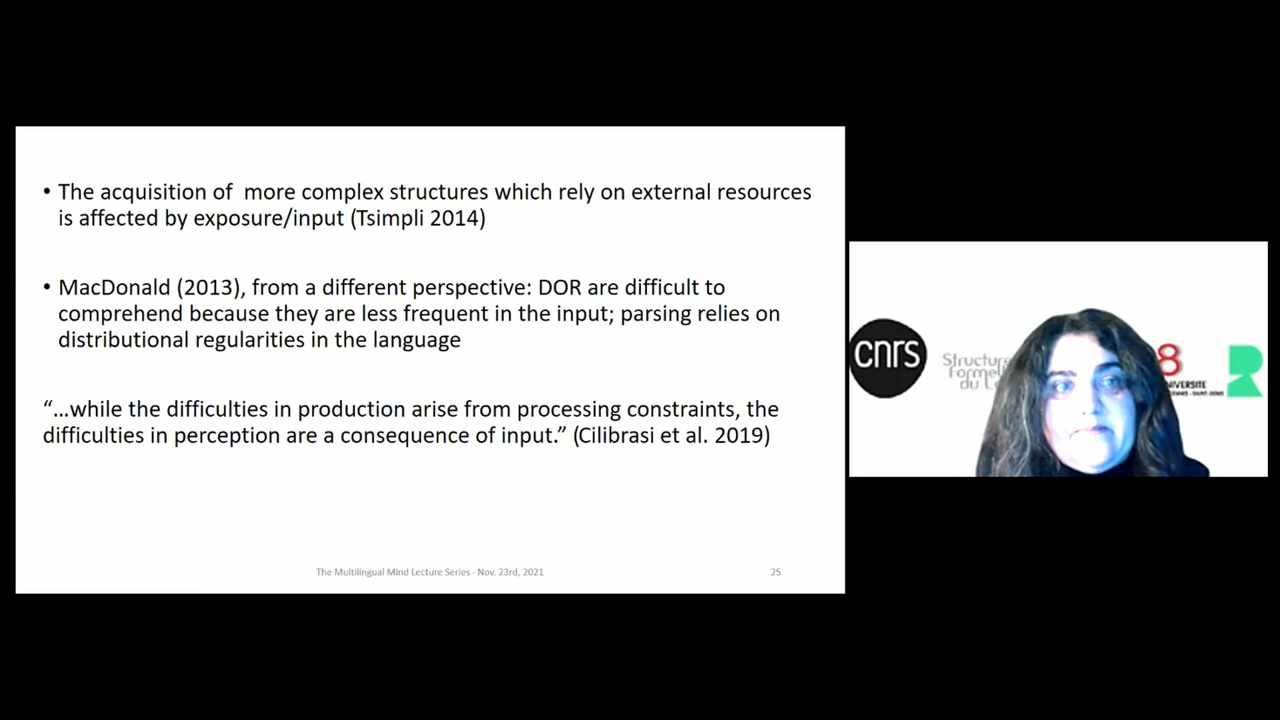 • The acquisition of more complex structures which rely on external resources
is affected by exposure/input (Tsimpli 2014)
• MacDonald (2013), from a different perspective: DOR are difficult to
comprehend because they are less frequent in the input; parsing relies on
distributional regularities in the language
“…while the difficulties in production arise from processing constraints, the
difficulties in perception are a consequence of input.” (Cilibrasi et al. 2019)
The Multilingual Mind Lecture Series - Nov. 23rd, 2021
25
cnrs
Structure
Formel
du L
8